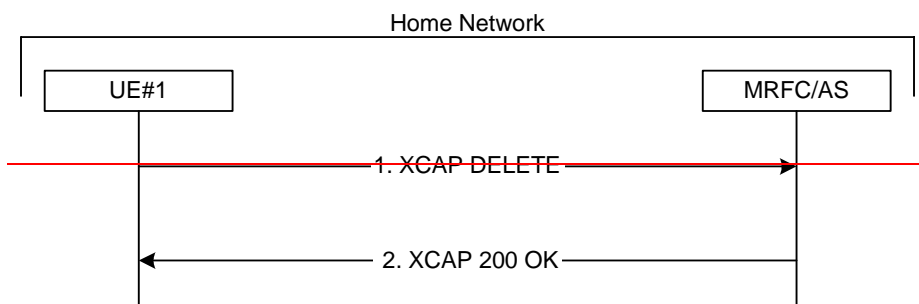 Home Network
UE#1
MRFC/AS
1. XCAP DELETE
2. XCAP 200 OK